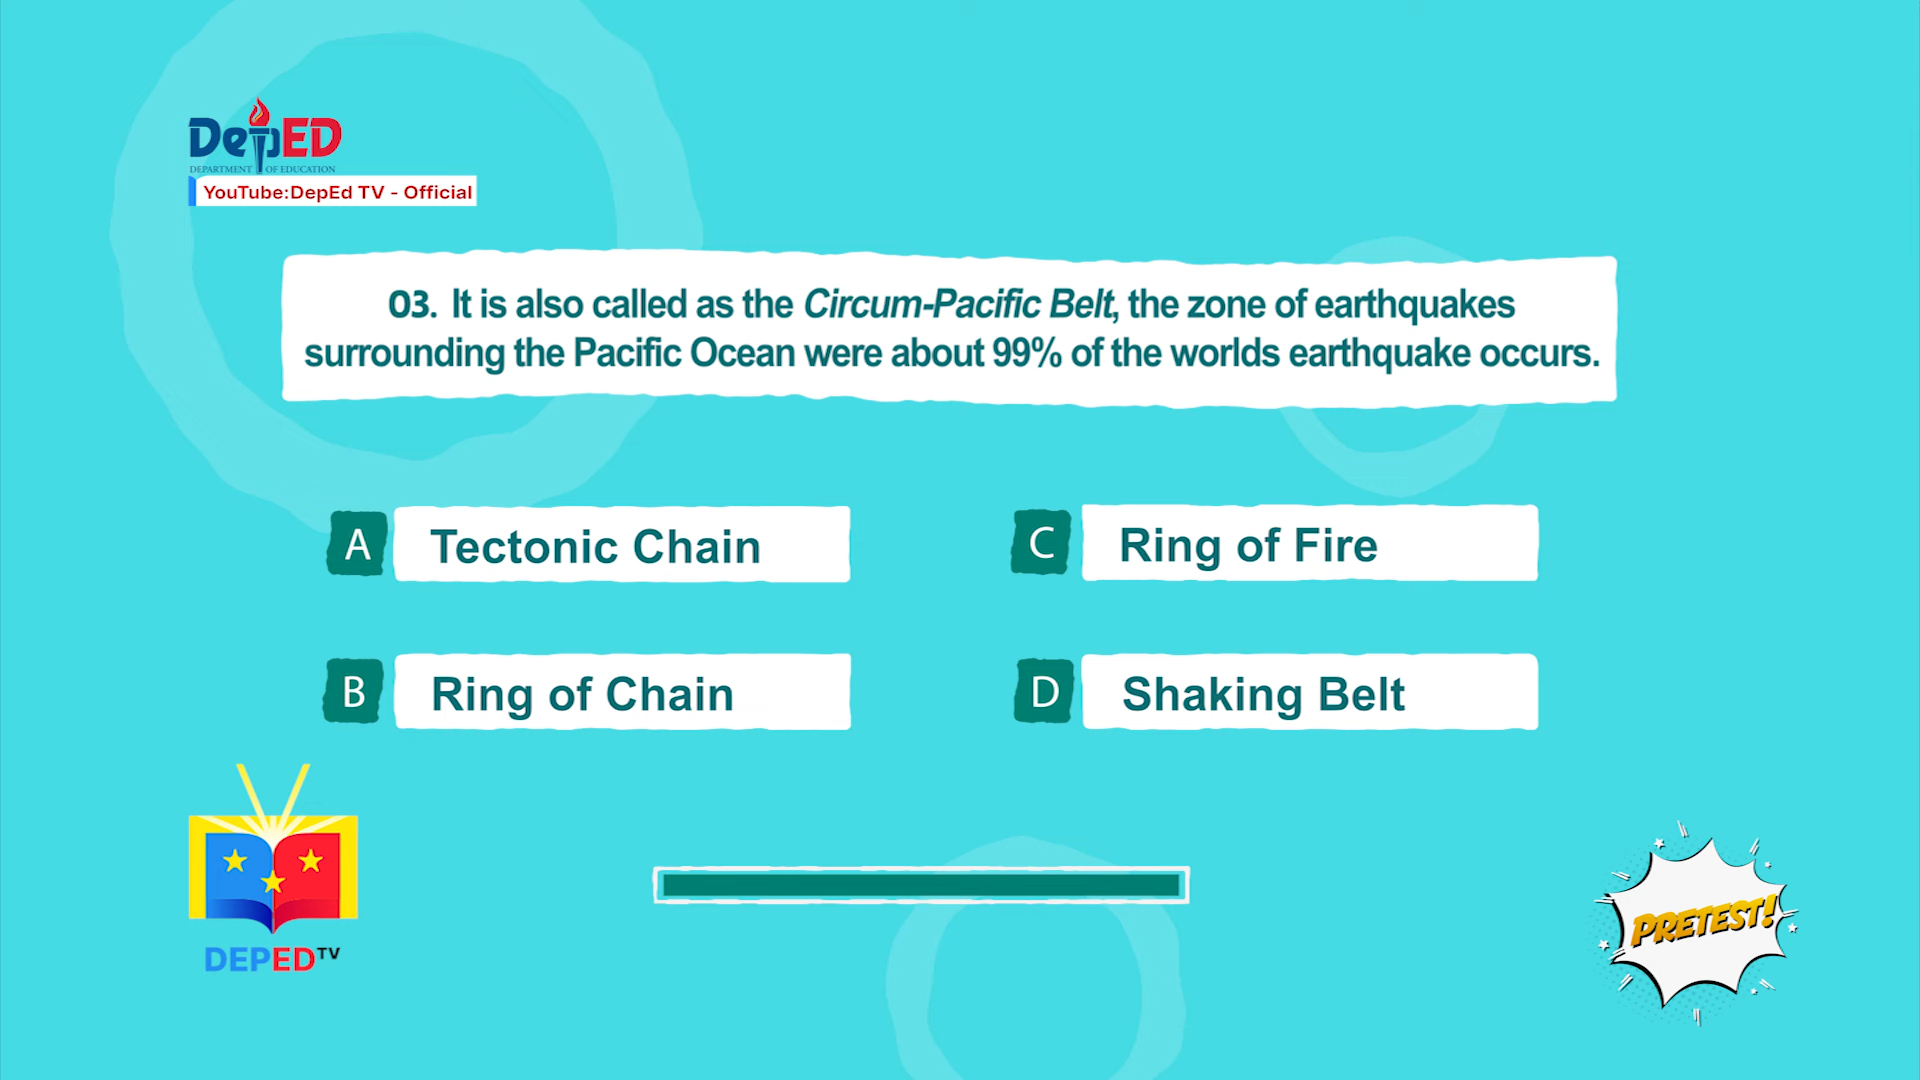 DepED
DEPARTMENT OF EDUCATION
YouTube:DepEd TV - Official
03. It is also called as the Circum-Pacific Belt, the zone of earthquakes
surrounding the Pacific Ocean were about 99% of the worlds earthquake occurs.
A Tectonic Chain
C Ring of Fire
B Ring of Chain
D Shaking Belt
DEPED TV
PRETEST!